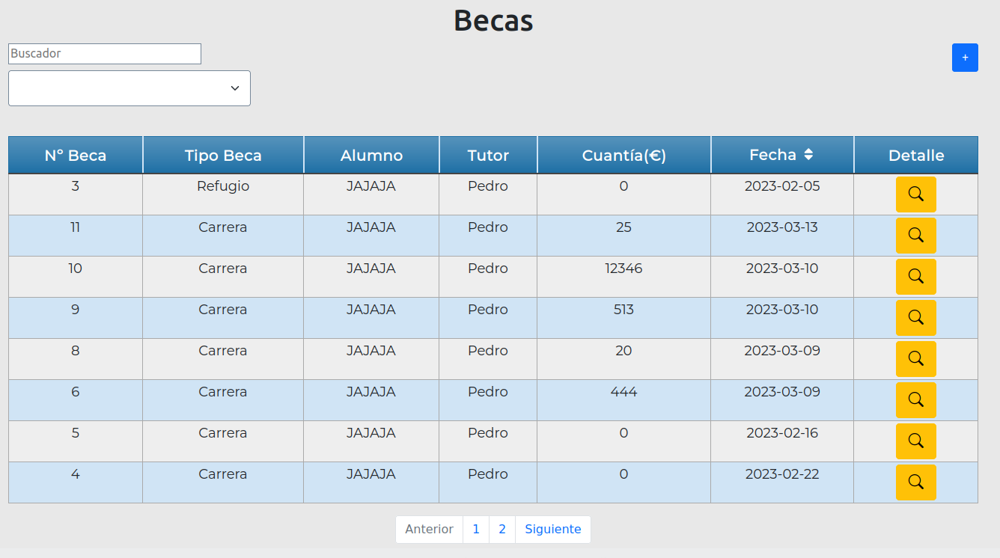 Becas
Buscador
+
Nº Beca Tipo Beca Alumno Tutor Cuantía(€) Fecha Detalle
3 Refugio JAJAJA Pedro 0 2023-02-05
11 Carrera JAJAJA Pedro 25 2023-03-13
10 Carrera JAJAJA Pedro 12346 2023-03-10
9 Carrera JAJAJA Pedro 513 2023-03-10
8 Carrera JAJAJA Pedro 20 2023-03-09
6 Carrera JAJAJA Pedro 444 2023-03-09
5 Carrera JAJAJA Pedro 0 2023-02-16
4 Carrera JAJAJA Pedro 0 2023-02-22
Anterior 1 2 Siguiente